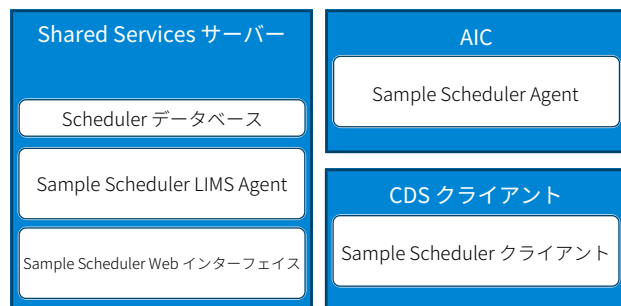 Shared Services サーバー
Scheduler データベース
Sample Scheduler LIMS Agent
Sample Scheduler Web インターフェイス
AIC
Sample Scheduler Agent
CDS クライアント
Sample Scheduler クライアント